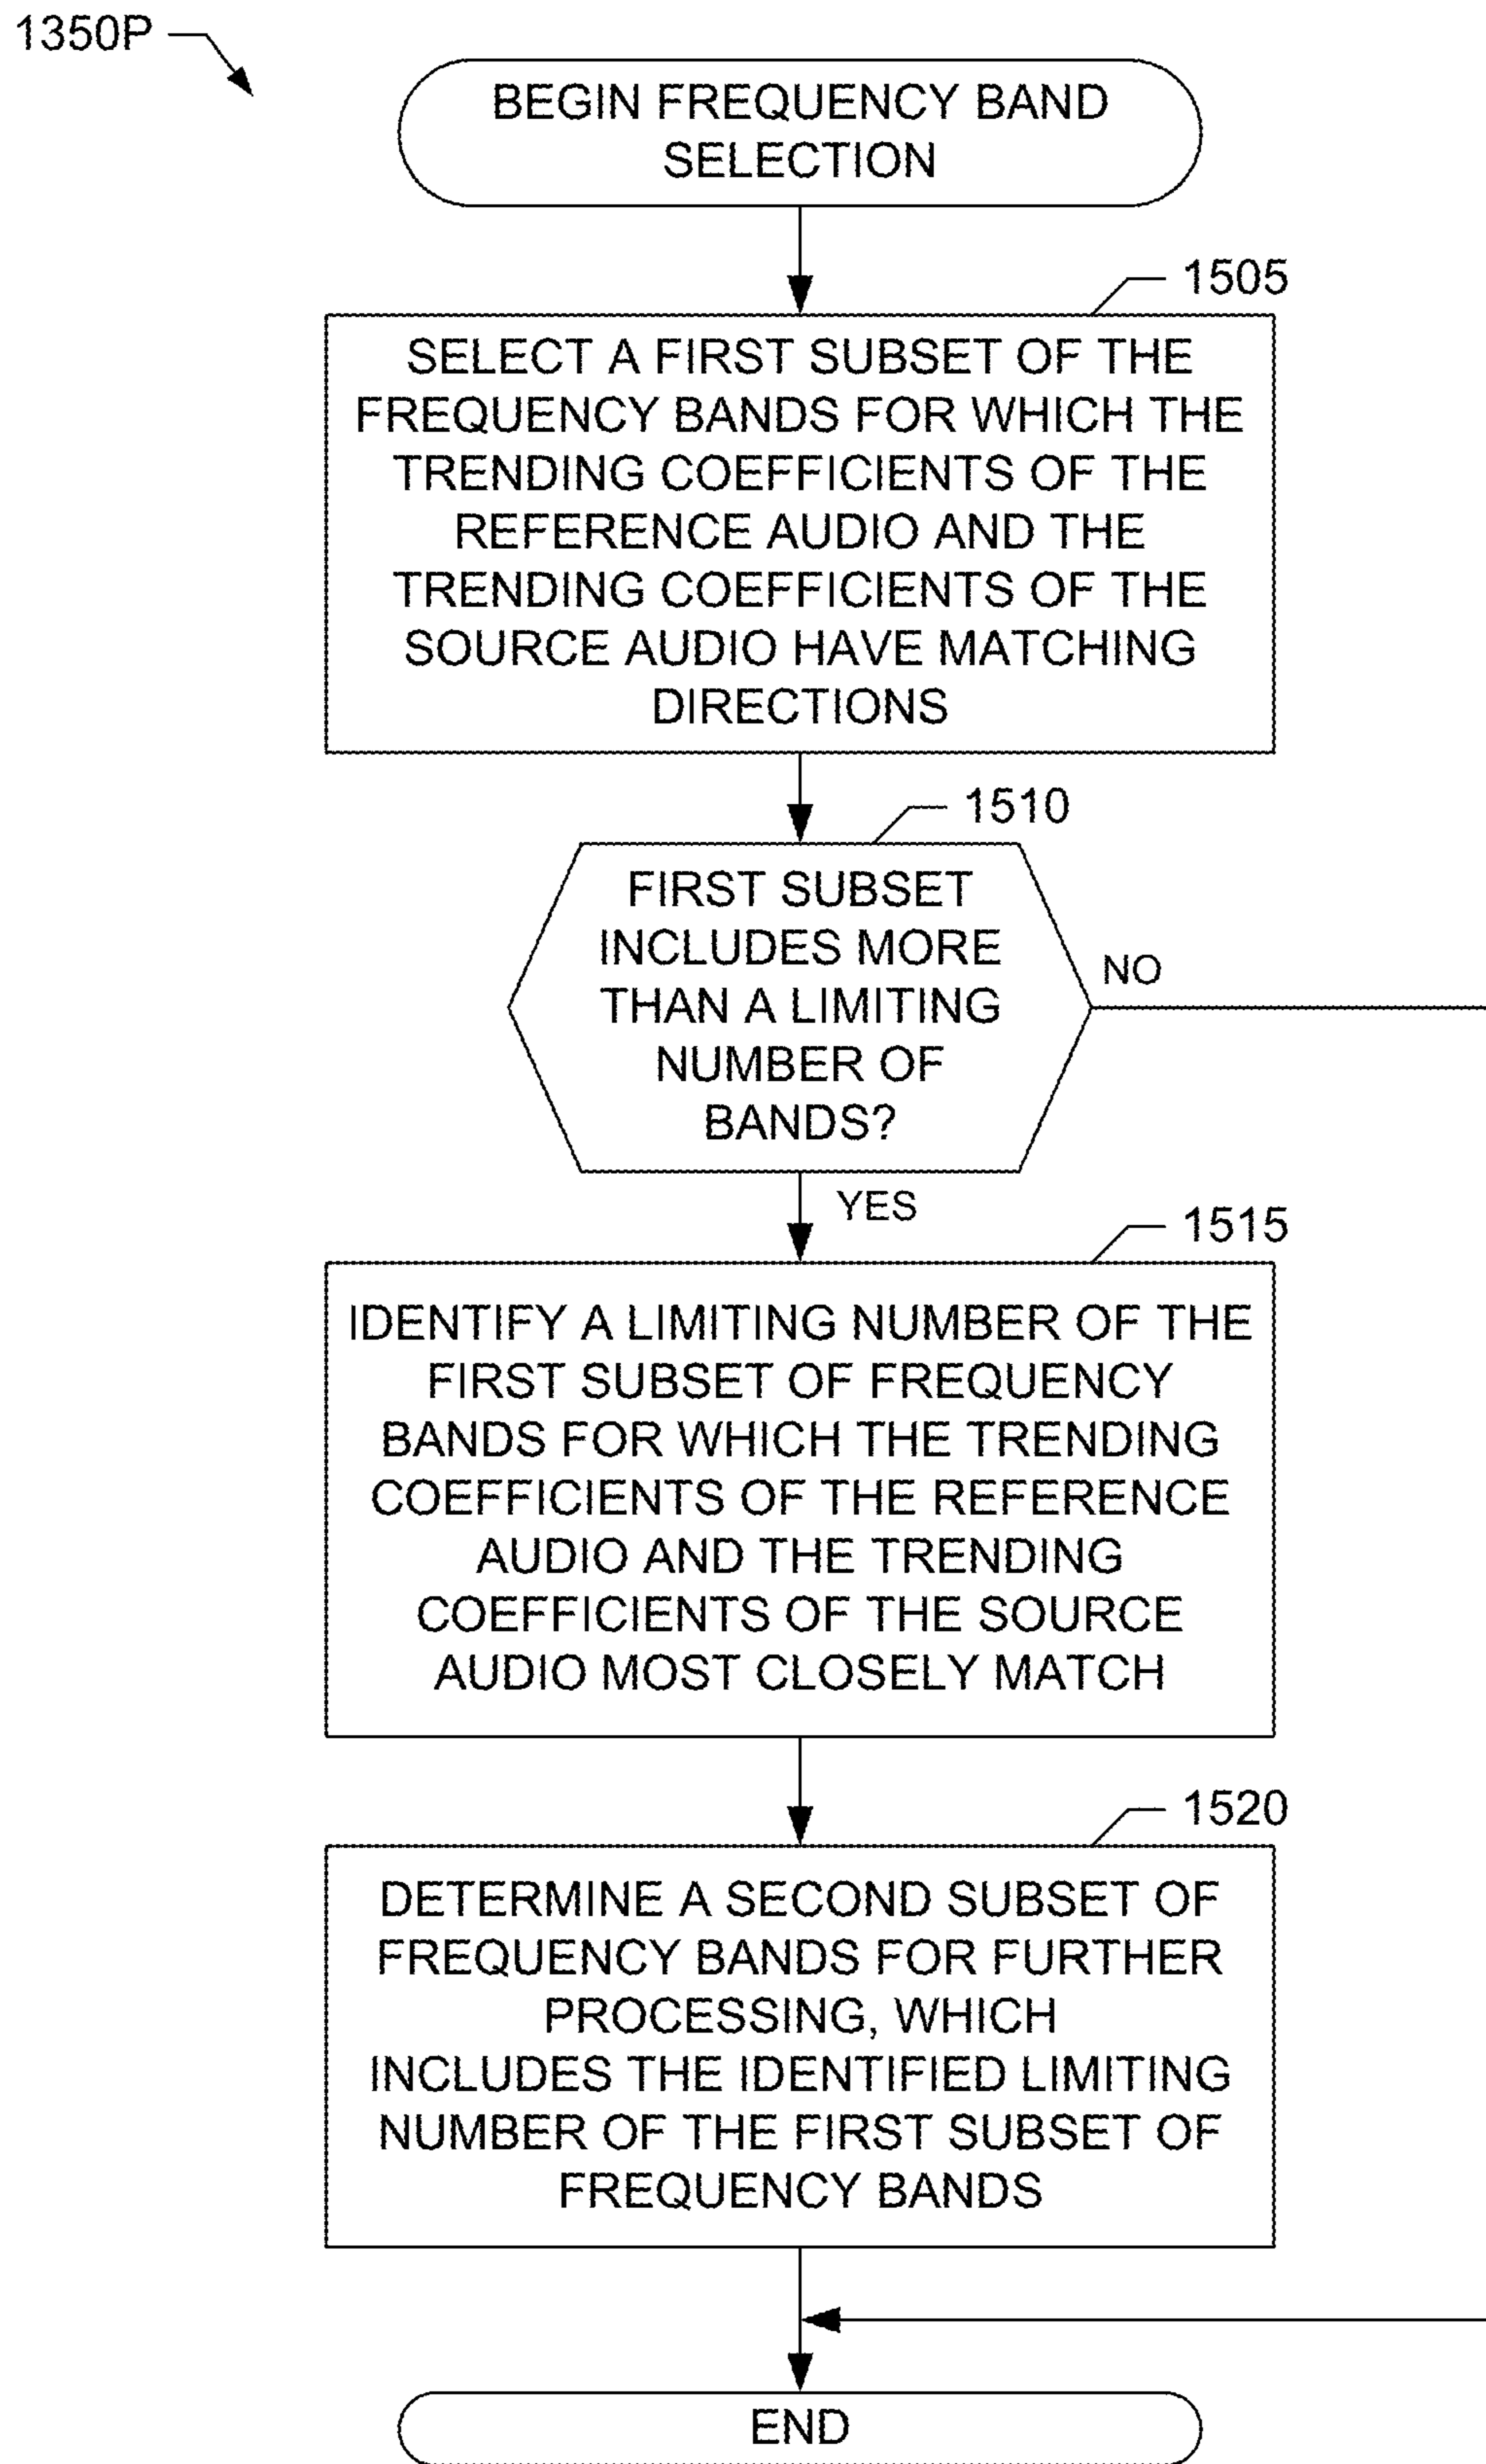 1350P
BEGIN FREQUENCY BAND
SELECTION
1505
SELECT A FIRST SUBSET OF THE
FREQUENCY BANDS FOR WHICH THE
TRENDING COEFFICIENTS OF THE
REFERENCE AUDIO AND THE
TRENDING COEFFICIENTS OF THE
SOURCE AUDIO HAVE MATCHING
DIRECTIONS
1510
FIRST SUBSET
INCLUDES MORE
THAN A LIMITING
NUMBER OF
BANDS?
NO
YES
1515
IDENTIFY A LIMITING NUMBER OF THE
FIRST SUBSET OF FREQUENCY
BANDS FOR WHICH THE TRENDING
COEFFICIENTS OF THE REFERENCE
AUDIO AND THE TRENDING
COEFFICIENTS OF THE SOURCE
AUDIO MOST CLOSELY MATCH
1520
DETERMINE A SECOND SUBSET OF
FREQUENCY BANDS FOR FURTHER
PROCESSING, WHICH
INCLUDES THE IDENTIFIED LIMITING
NUMBER OF THE FIRST SUBSET OF
FREQUENCY BANDS
END